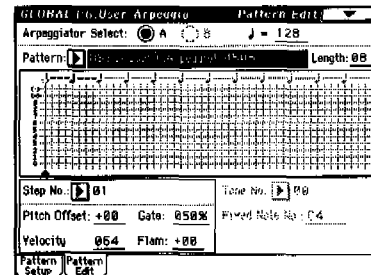 GLOBAL P6:User Arpeggio Pattern Edit
Arpeggiator Select: A B ♩ = 128
Pattern: Length: 08
Step No.: 01 Tone No. 00
Pitch Offset: +00 Gate: 050% Fixed Note No.: C4
Velocity 064 Flam: +00
Pattern Setup Pattern Edit